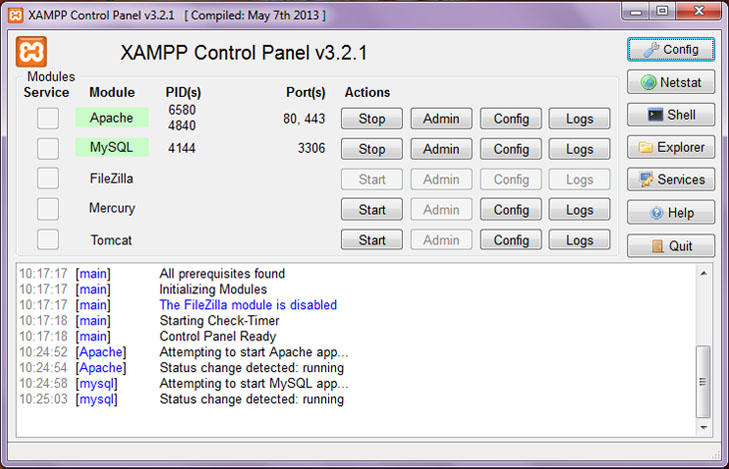 XAMPP Control Panel v3.2.1 [ Compiled: May 7th 2013 ]
XAMPP Control Panel v3.2.1
Config
Modules
Service Module PID(s) Port(s) Actions
Netstat
Apache 6580 4840 80, 443 Stop Admin Config Logs
Shell
MySQL 4144 3306 Stop Admin Config Logs
Explorer
FileZilla Start Admin Config Logs
Services
Mercury Start Admin Config Logs
Help
Tomcat Start Admin Config Logs
Quit
10:17:17 [main] All prerequisites found
10:17:17 [main] Initializing Modules
10:17:17 [main] The FileZilla module is disabled
10:17:18 [main] Starting Check-Timer
10:17:18 [main] Control Panel Ready
10:24:52 [Apache] Attempting to start Apache app...
10:24:54 [Apache] Status change detected: running
10:24:58 [mysql] Attempting to start MySQL app...
10:25:03 [mysql] Status change detected: running